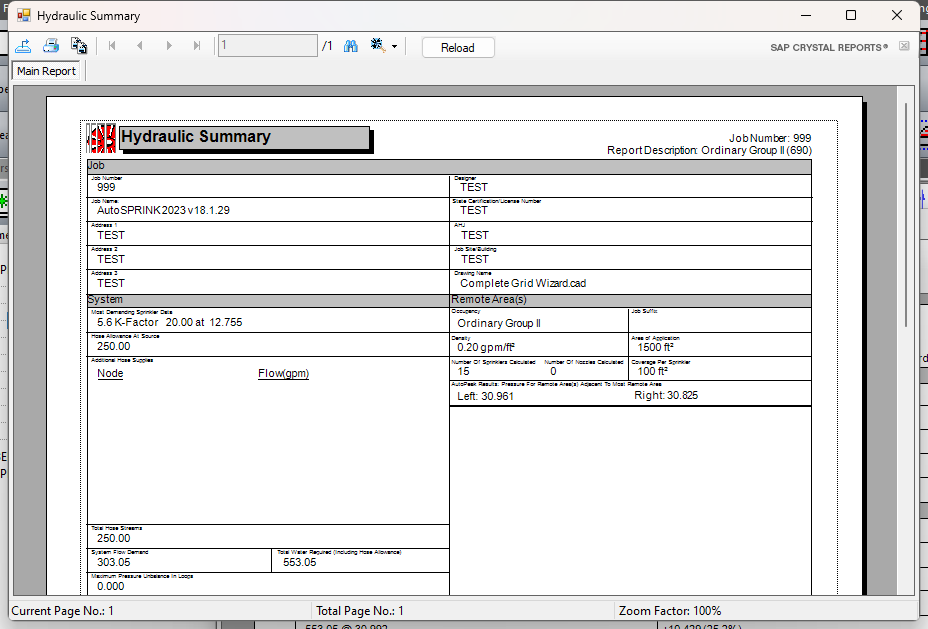 Hydraulic Summary
1 /1 Reload SAP CRYSTAL REPORTS®
Main Report
Hydraulic Summary
Job Number: 999
Report Description: Ordinary Group II (690)
Job
Job Number Designer
999 TEST
Job Name: State Certification/License Number
AutoSPRINK 2023 v18.1.29 TEST
Address 1 AHJ
TEST TEST
Address 2 Job Site/Building
TEST TEST
Address 3 Drawing Name
TEST Complete Grid Wizard.cad
System Remote Area(s)
Most Demanding Sprinkler Data Occupancy Job Suffix
5.6 K-Factor 20.00 at 12.755 Ordinary Group II
Hose Allowance At Source Density Area of Application
250.00 0.20 gpm/ft² 1500 ft²
Additional Hose Supplies Number Of Sprinklers Calculated Number Of Nozzles Calculated Coverage Per Sprinkler
Node Flow(gpm) 15 0 100 ft²
AutoPeak Results: Pressure For Remote Area(s) Adjacent To Most Remote Area
Left: 30.961 Right: 30.825
Total Hose Streams
250.00
System Flow Demand Total Water Required (Including Hose Allowance)
303.05 553.05
Maximum Pressure Unbalance In Loops
0.000
Current Page No.: 1 Total Page No.: 1 Zoom Factor: 100%